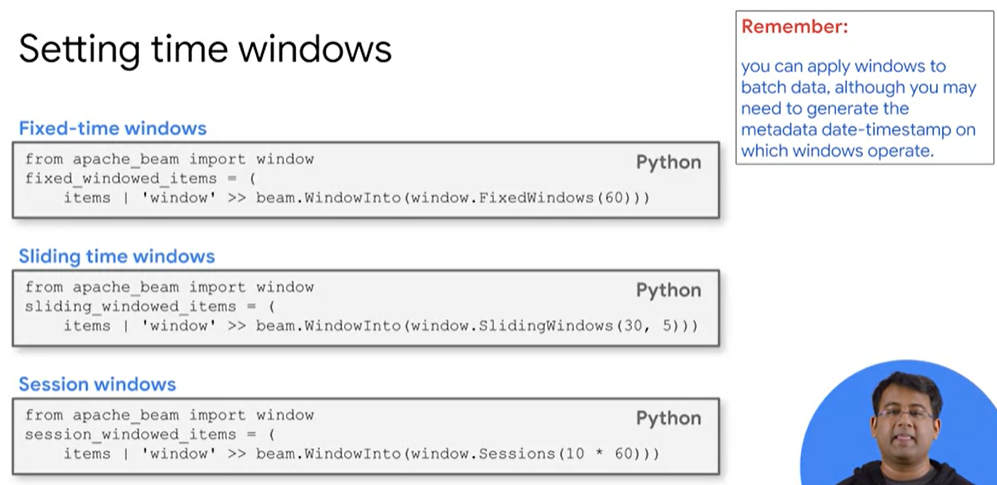 Setting time windows
Remember:
you can apply windows to
batch data, although you may
need to generate the
metadata date-timestamp on
which windows operate.
Fixed-time windows
Python
from apache_beam import window
fixed_windowed_items = (
    items | 'window' >> beam.WindowInto(window.FixedWindows(60)))
Sliding time windows
Python
from apache_beam import window
sliding_windowed_items = (
    items | 'window' >> beam.WindowInto(window.SlidingWindows(30, 5)))
Session windows
Python
from apache_beam import window
session_windowed_items = (
    items | 'window' >> beam.WindowInto(window.Sessions(10 * 60)))